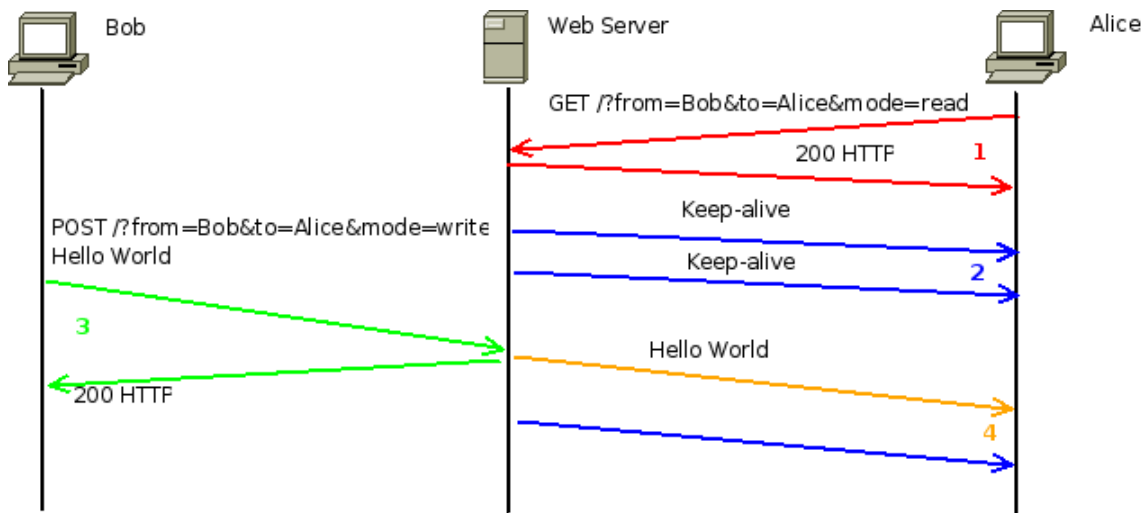 Bob
Web Server
Alice
GET /?from=Bob&to=Alice&mode=read
200 HTTP
1
Keep-alive
POST /?from=Bob&to=Alice&mode=write
Hello World
Keep-alive
2
3
Hello World
200 HTTP
4